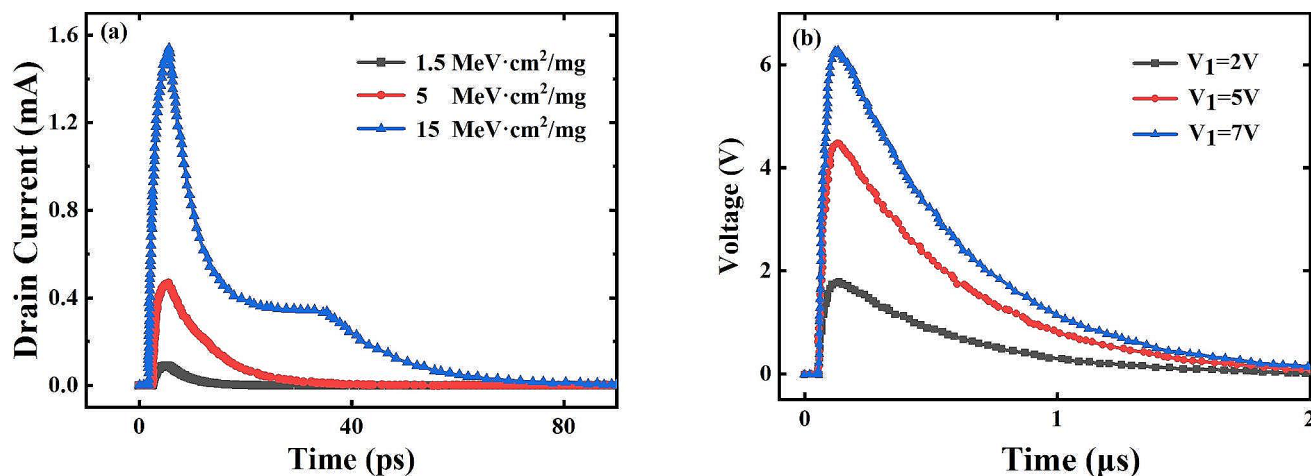 (a)
1.5 MeV·cm²/mg
5 MeV·cm²/mg
15 MeV·cm²/mg
1.6
1.2
0.8
0.4
0.0
Drain Current (mA)
0
40
80
Time (ps)
(b)
V₁=2V
V₁=5V
V₁=7V
6
4
2
0
Voltage (V)
0
1
2
Time (μs)